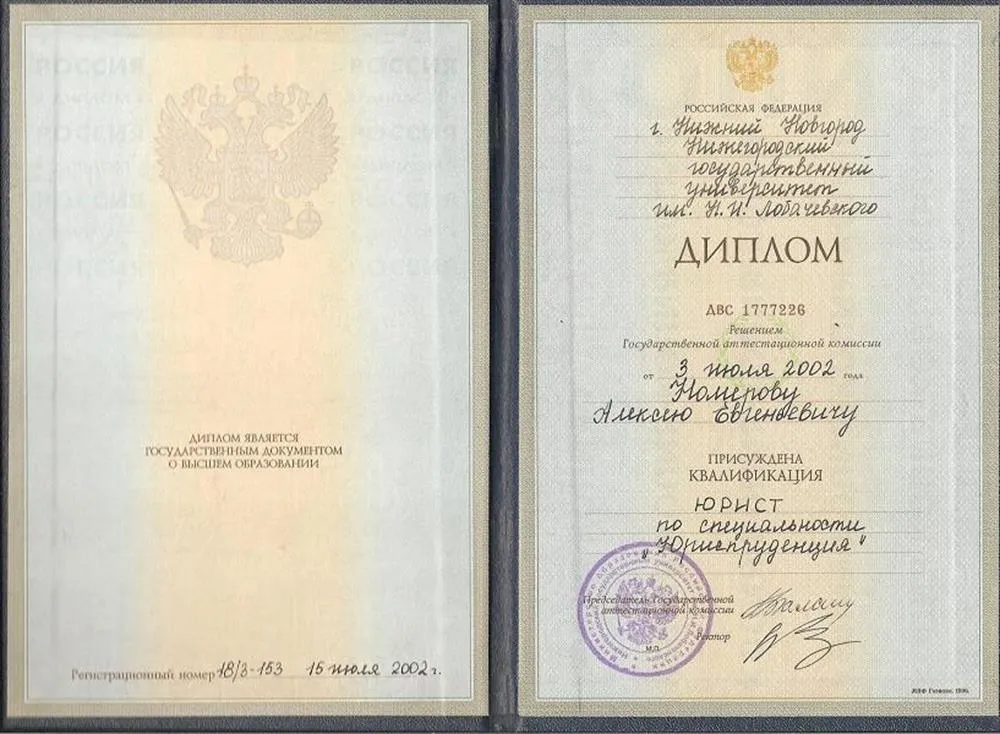 ДИПЛОМ ЯВЛЯЕТСЯ
ГОСУДАРСТВЕННЫМ ДОКУМЕНТОМ
О ВЫСШЕМ ОБРАЗОВАНИИ
Регистрационный номер 18/3-153 15 июля 2002 г.
РОССИЙСКАЯ ФЕДЕРАЦИЯ
г. Нижний Новгород
Нижегородский
государственный
университет
им. Н.И. Лобачевского
ДИПЛОМ
ДВС 1777226
Решением
Государственной аттестационной комиссии
от 3 июля 2002 года
Номерову
Алексею Евгеньевичу
ПРИСУЖДЕНА
КВАЛИФИКАЦИЯ
ЮРИСТ
по специальности
"Юриспруденция"
Председатель Государственной
аттестационной комиссии
Ректор
М.П.